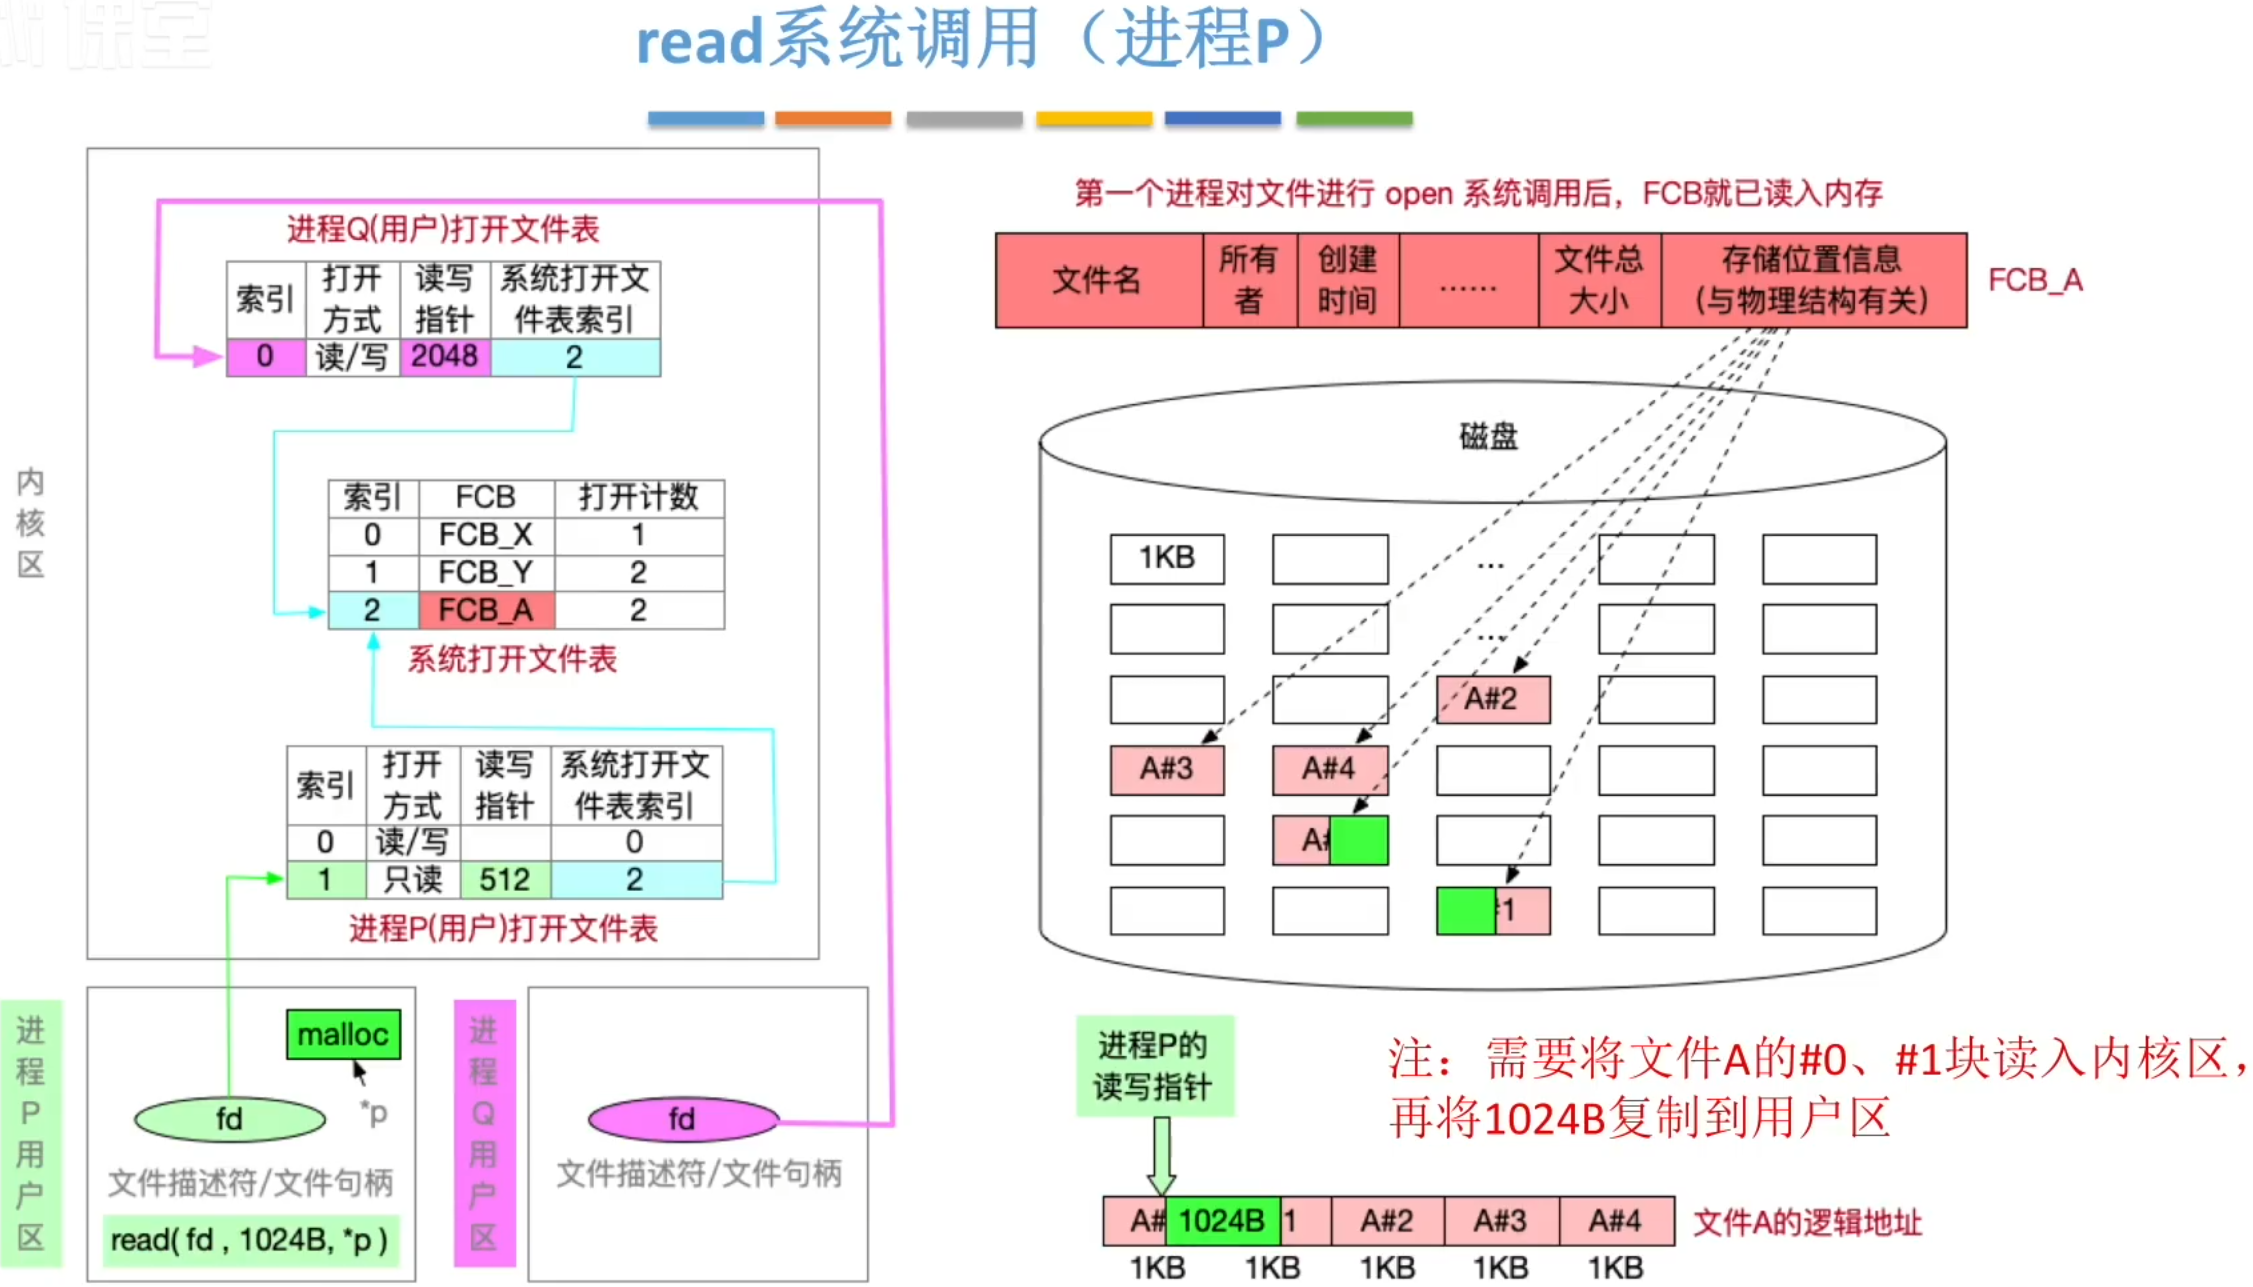 read系统调用（进程P）
进程Q(用户)打开文件表
索引 打开方式 读写指针 系统打开文件表索引
0 读/写 2048 2
内核区
索引 FCB 打开计数
0 FCB_X 1
1 FCB_Y 2
2 FCB_A 2
系统打开文件表
索引 打开方式 读写指针 系统打开文件表索引
0 读/写 0
1 只读 512 2
进程P(用户)打开文件表
进程P用户区
malloc
*p
fd
文件描述符/文件句柄
read( fd , 1024B, *p )
进程Q用户区
fd
文件描述符/文件句柄
第一个进程对文件进行 open 系统调用后，FCB就已读入内存
文件名 所有者 创建时间 …… 文件总大小 存储位置信息(与物理结构有关)
FCB_A
磁盘
1KB ...
...
A#2
A#3 A#4
A#
#1
进程P的
读写指针
注：需要将文件A的#0、#1块读入内核区，
再将1024B复制到用户区
A# 1024B 1 A#2 A#3 A#4
文件A的逻辑地址
1KB 1KB 1KB 1KB 1KB